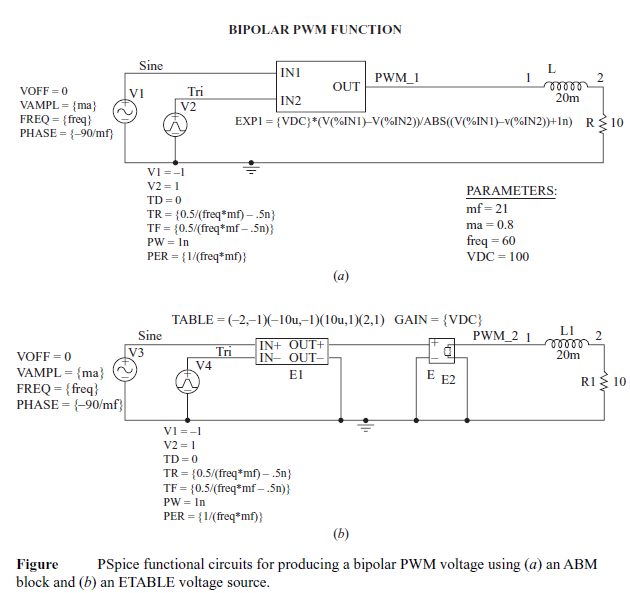 BIPOLAR PWM FUNCTION
Sine
IN1
OUT
PWM_1
1
L
2
20m
VOFF = 0
VAMPL = {ma}
FREQ = {freq}
PHASE = {–90/mf}
V1
Tri
V2
IN2
EXP1 = {VDC}*(V(%IN1)–V(%IN2))/ABS((V(%IN1)–v(%IN2))+1n)
R
10
V1 = –1
V2 = 1
TD = 0
TR = {0.5/(freq*mf) – .5n}
TF = {0.5/(freq*mf – .5n)}
PW = 1n
PER = {1/(freq*mf)}
PARAMETERS:
mf = 21
ma = 0.8
freq = 60
VDC = 100
(a)
TABLE = (–2,–1)(–10u,–1)(10u,1)(2,1) GAIN = {VDC}
Sine
IN+ OUT+
IN– OUT–
E1
PWM_2
1
L1
2
20m
VOFF = 0
VAMPL = {ma}
FREQ = {freq}
PHASE = {–90/mf}
V3
Tri
V4
+
–
E
E2
R1
10
V1 = –1
V2 = 1
TD = 0
TR = {0.5/(freq*mf) – .5n}
TF = {0.5/(freq*mf – .5n)}
PW = 1n
PER = {1/(freq*mf)}
(b)
Figure PSpice functional circuits for producing a bipolar PWM voltage using (a) an ABM
block and (b) an ETABLE voltage source.